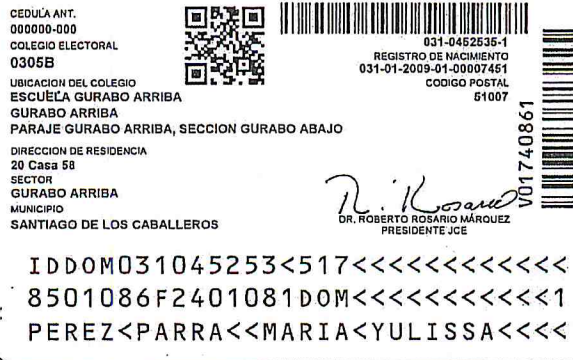 CEDULA ANT.
000000-000
COLEGIO ELECTORAL
0305B
UBICACION DEL COLEGIO
ESCUELA GURABO ARRIBA
GURABO ARRIBA
PARAJE GURABO ARRIBA, SECCION GURABO ABAJO
DIRECCION DE RESIDENCIA
20 Casa 58
SECTOR
GURABO ARRIBA
MUNICIPIO
SANTIAGO DE LOS CABALLEROS
031-0452535-1
REGISTRO DE NACIMIENTO
031-01-2009-01-00007451
CODIGO POSTAL
51007
V01740861
R. Rosario
DR. ROBERTO ROSARIO MÁRQUEZ
PRESIDENTE JCE
IDDOM031045253<517<<<<<<<<<<<<
8501086F2401081DOM<<<<<<<<<<<1
PEREZ<PARRA<<MARIA<YULISSA<<<<